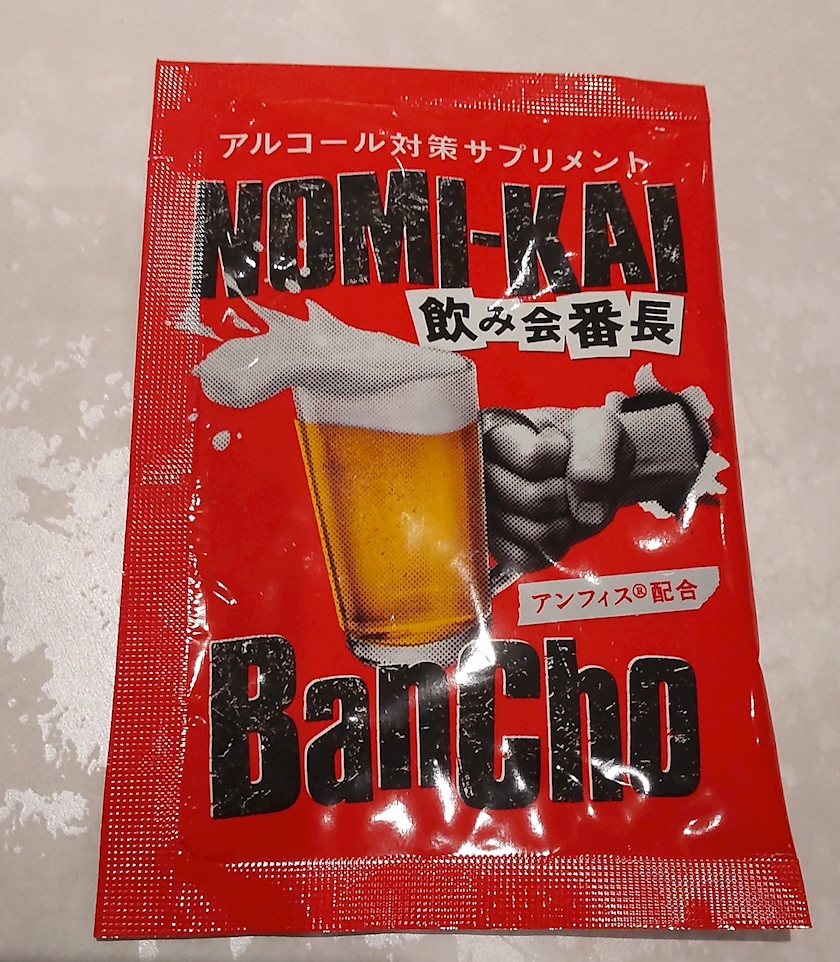 アルコール対策サプリメント
NOMI-KAI
飲み会番長
アンフィス®配合
BanCho